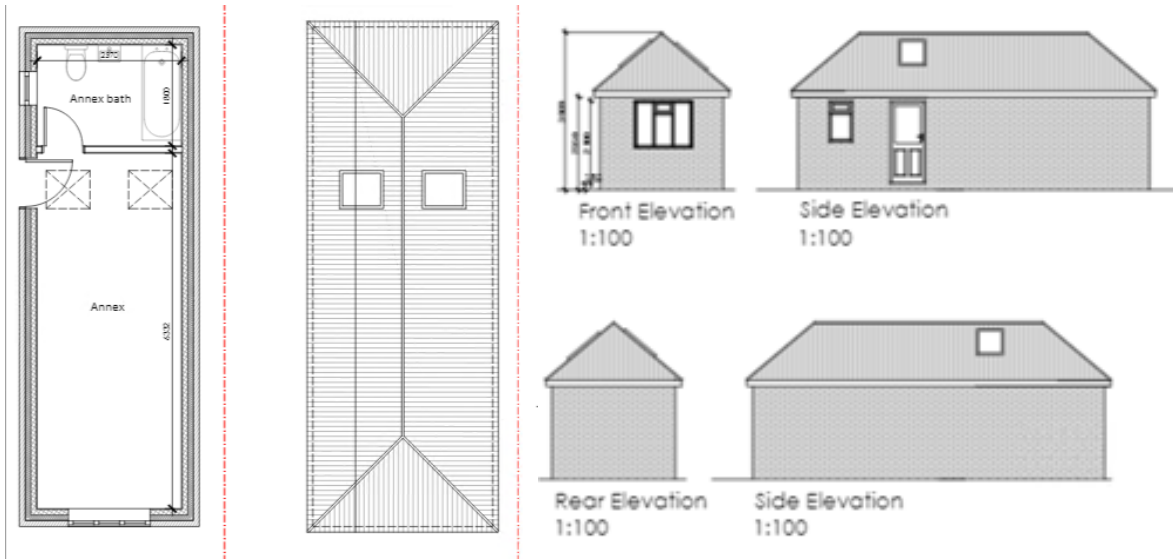 Annex bath
1800
Annex
6332
Front Elevation
1:100
Side Elevation
1:100
Rear Elevation
1:100
Side Elevation
1:100